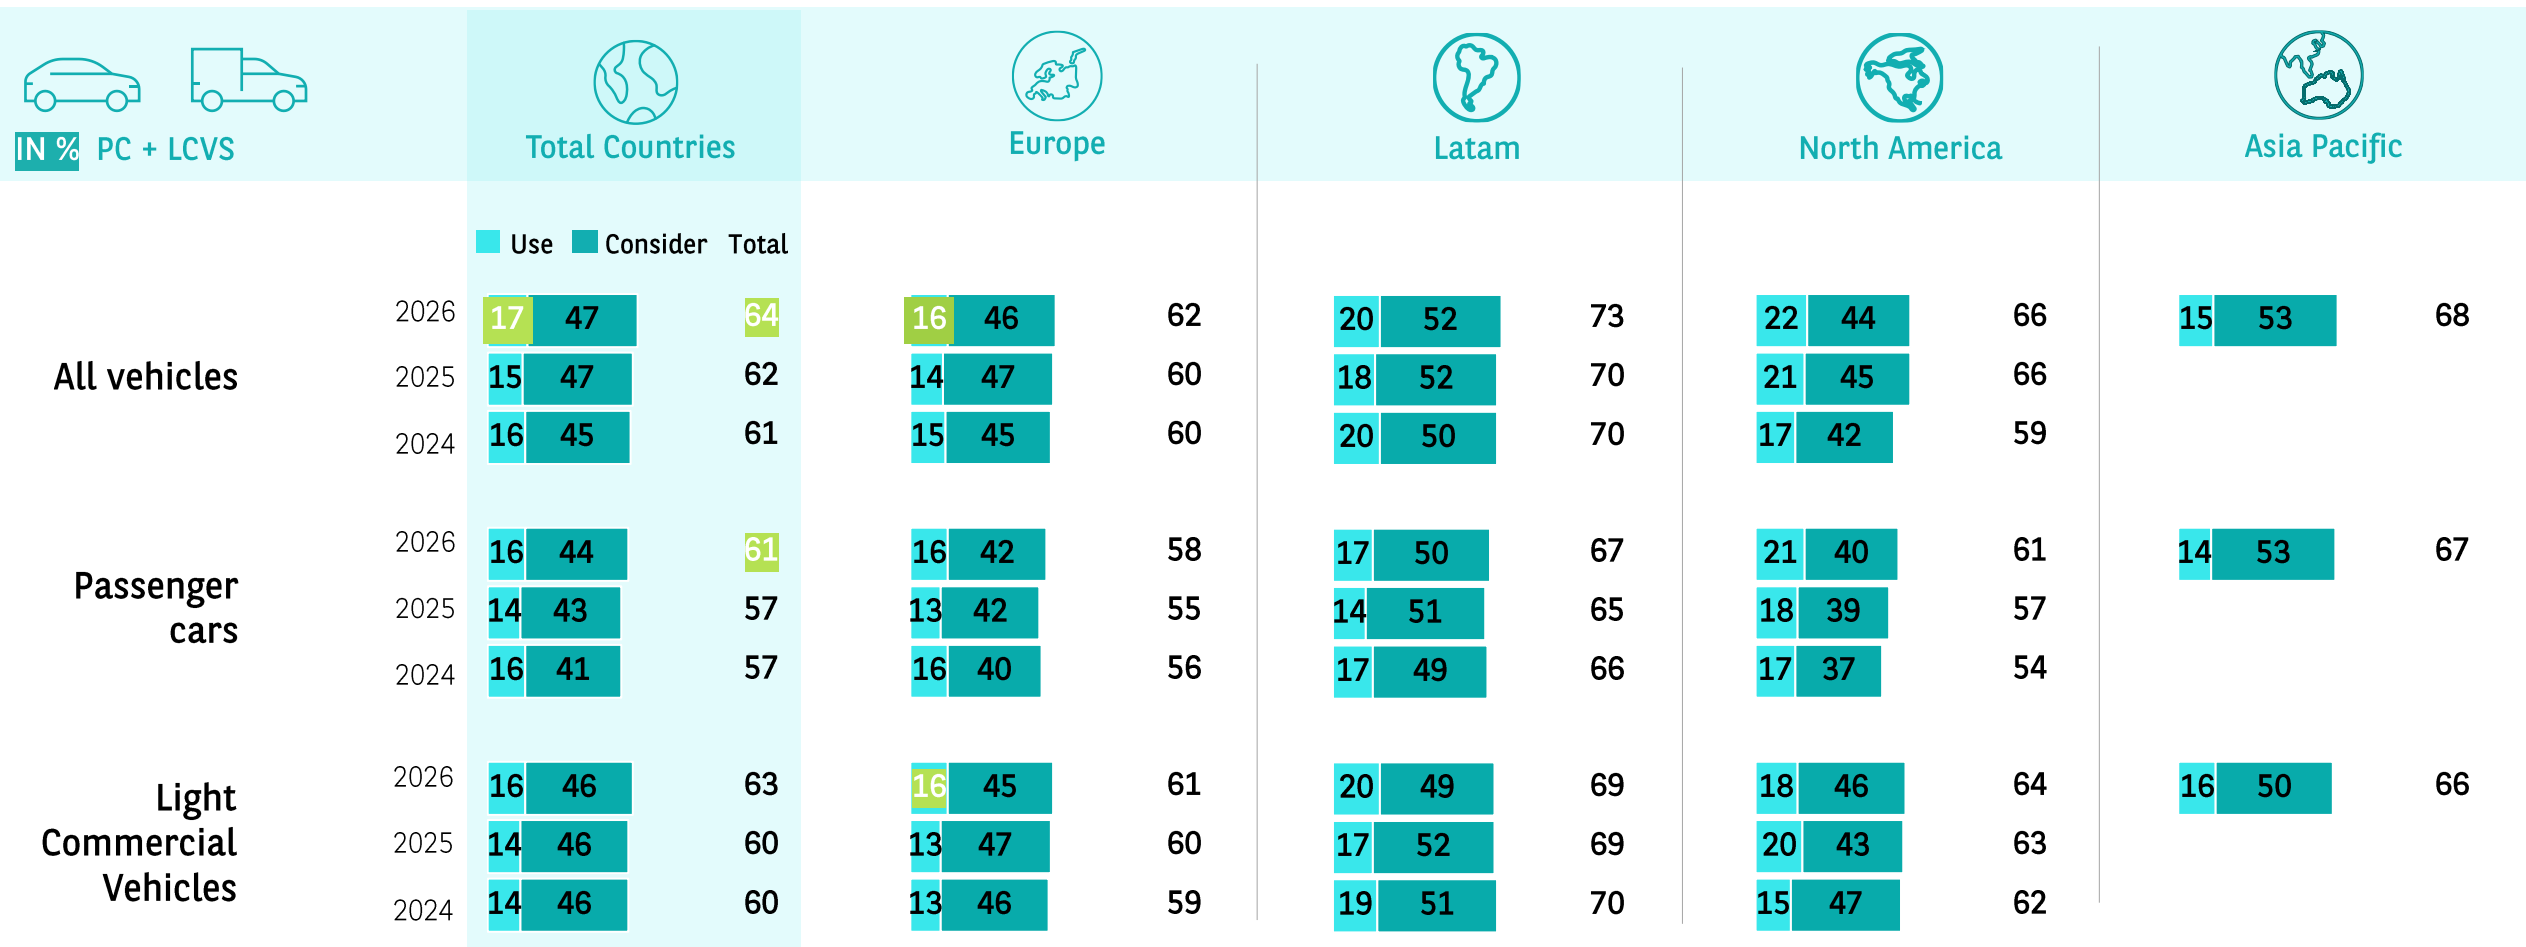 IN % PC + LCVS
Total Countries
Europe
Latam
North America
Asia Pacific
Use Consider Total
All vehicles
2026 17 47 64 16 46 62 20 52 73 22 44 66 15 53 68
2025 15 47 62 14 47 60 18 52 70 21 45 66
2024 16 45 61 15 45 60 20 50 70 17 42 59
Passenger
cars
2026 16 44 61 16 42 58 17 50 67 21 40 61 14 53 67
2025 14 43 57 13 42 55 14 51 65 18 39 57
2024 16 41 57 16 40 56 17 49 66 17 37 54
Light
Commercial
Vehicles
2026 16 46 63 16 45 61 20 49 69 18 46 64 16 50 66
2025 14 46 60 13 47 60 17 52 69 20 43 63
2024 14 46 60 13 46 59 19 51 70 15 47 62